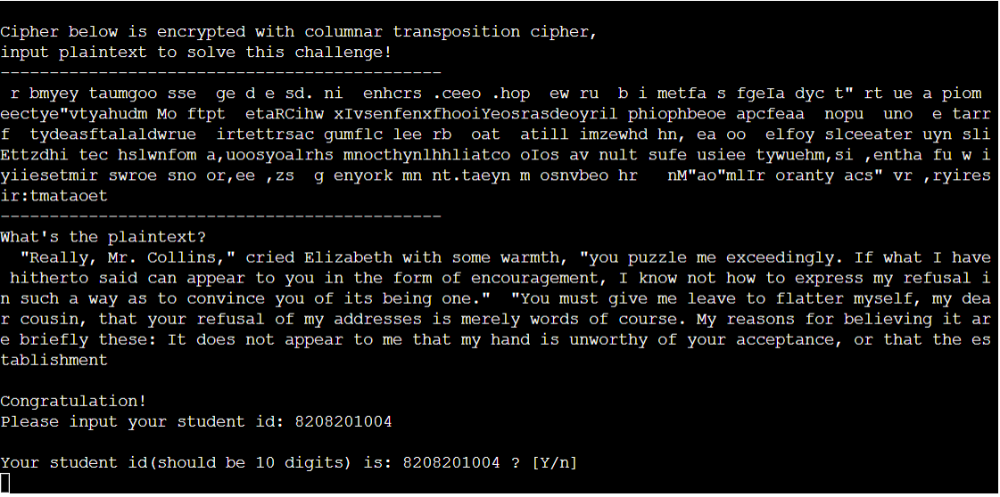 Cipher below is encrypted with columnar transposition cipher,
input plaintext to solve this challenge!
---------------------------------------------
 r bmyey taumgoo sse  ge d e sd. ni  enhcrs .ceeo .hop  ew ru  b i metfa s fgeIa dyc t" rt ue a piom
eectye"vtyahudm Mo ftpt  etaRCihw xIvsenfenxfhooiYeosrasdeoyril phiophbeoe apcfeaa  nopu  uno  e tarr
f  tydeasftalaldwrue  irtettrsac gumflc lee rb  oat  atill imzewhd hn, ea oo  elfoy slceeater uyn sli
Ettzdhi tec hslwnfom a,uoosyoalrhs mnocthynlhhliatco oIos av nult sufe usiee tywuehm,si ,entha fu w i
yiiesetmir swroe sno or,ee ,zs  g enyork mn nt.taeyn m osnvbeo hr   nM"ao"mlIr oranty acs" vr ,ryires
ir:tmataoet
---------------------------------------------
What's the plaintext?
  "Really, Mr. Collins," cried Elizabeth with some warmth, "you puzzle me exceedingly. If what I have
 hitherto said can appear to you in the form of encouragement, I know not how to express my refusal i
n such a way as to convince you of its being one."  "You must give me leave to flatter myself, my dea
r cousin, that your refusal of my addresses is merely words of course. My reasons for believing it ar
e briefly these: It does not appear to me that my hand is unworthy of your acceptance, or that the es
tablishment
Congratulation!
Please input your student id: 8208201004
Your student id(should be 10 digits) is: 8208201004 ? [Y/n]